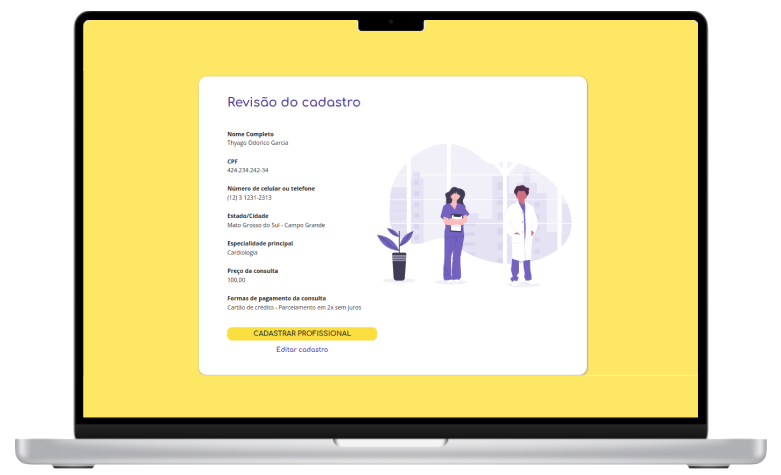 Revisão do cadastro
Nome Completo
Thyago Odorico Garcia
CPF
424.234.242-34
Número de celular ou telefone
(12) 3 1231-2313
Estado/Cidade
Mato Grosso do Sul - Campo Grande
Especialidade principal
Cardiologia
Preço da consulta
100,00
Formas de pagamento da consulta
Cartão de crédito - Parcelamento em 2x sem juros
CADASTRAR PROFISSIONAL
Editar cadastro